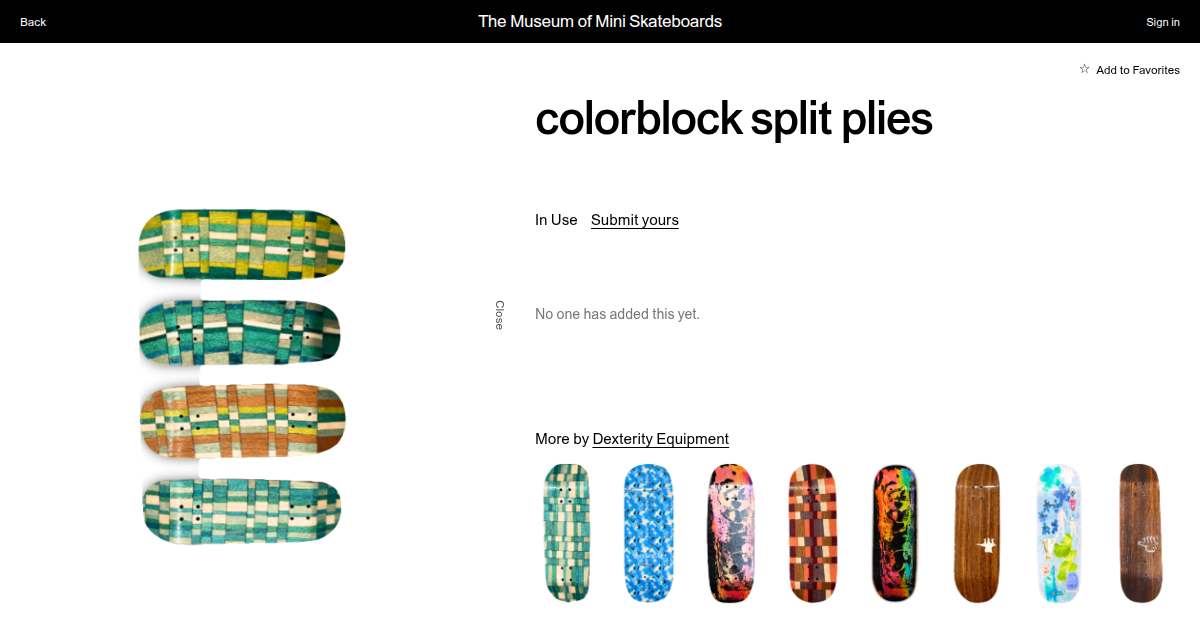 Back
The Museum of Mini Skateboards
Sign in
☆ Add to Favorites
colorblock split plies
In Use Submit yours
Close
No one has added this yet.
More by Dexterity Equipment